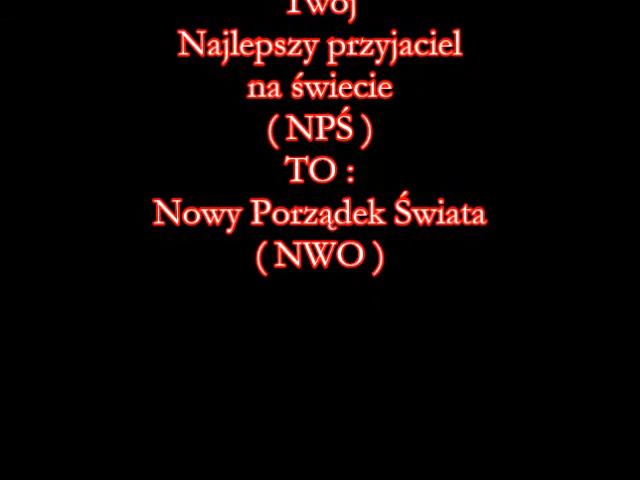 Twój
Najlepszy przyjaciel
na świecie
( NPŚ )
TO :
Nowy Porządek Świata
( NWO )